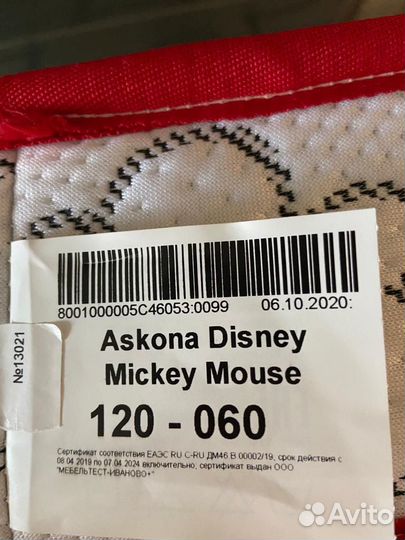 8001000005C46053:0099 06.10.2020:
Askona Disney
Mickey Mouse
120 - 060
Сертификат соответствия ЕАЭС RU C-RU ДМ46 В 00002/19, срок действия с
08 04 2019 по 07.04 2024 включительно, сертификат выдан ООО
"МЕБЕЛЬТЕСТ-ИВАНОВО+"
№13021
Avito